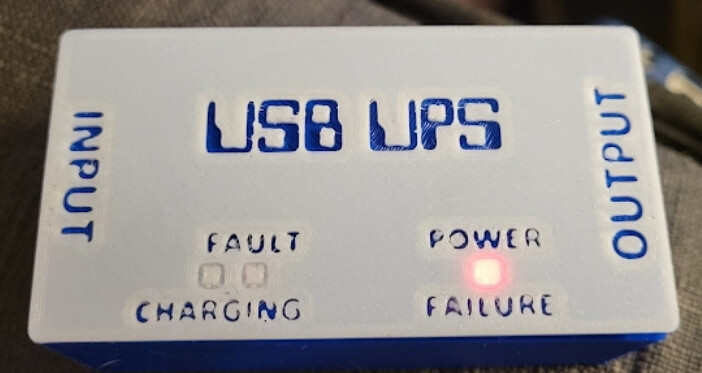 USB UPS
INPUT
OUTPUT
FAULT
CHARGING
POWER
FAILURE